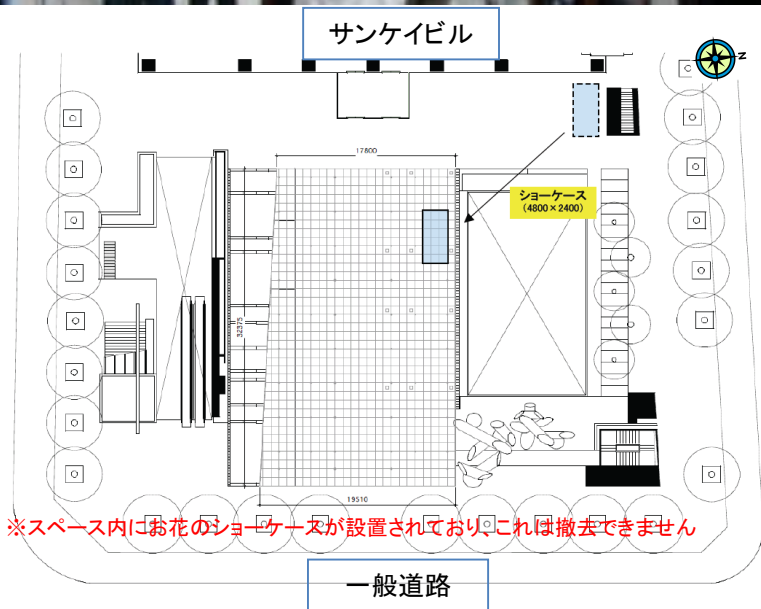 サンケイビル
N
17800
ショーケース
(4800×2400)
32375
19510
※スペース内にお花のショーケースが設置されており、これは撤去できません
一般道路